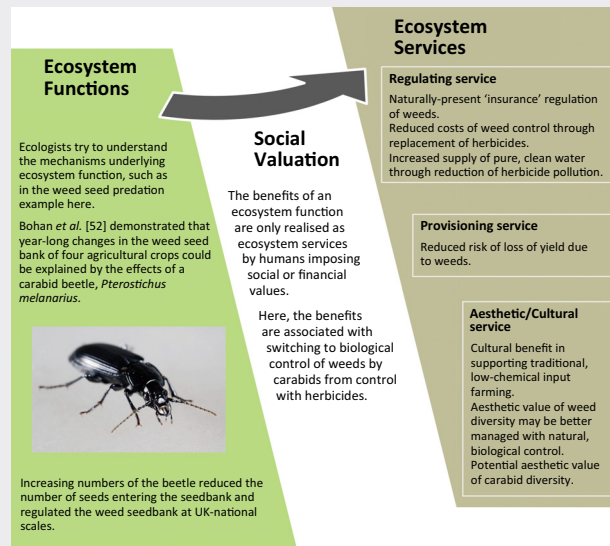 Ecosystem
Functions
Ecologists try to understand
the mechanisms underlying
ecosystem function, such as
in the weed seed predation
example here.
Bohan et al. [52] demonstrated that
year-long changes in the weed seed
bank of four agricultural crops could
be explained by the effects of a
carabid beetle, Pterostichus
melanarius.
Increasing numbers of the beetle reduced the
number of seeds entering the seedbank and
regulated the weed seedbank at UK-national
scales.
Social
Valuation
The benefits of an
ecosystem function
are only realised as
ecosystem services
by humans imposing
social or financial
values.
Here, the benefits
are associated with
switching to biological
control of weeds by
carabids from control
with herbicides.
Ecosystem
Services
Regulating service
Naturally-present ‘insurance’ regulation
of weeds.
Reduced costs of weed control through
replacement of herbicides.
Increased supply of pure, clean water
through reduction of herbicide pollution.
Provisioning service
Reduced risk of loss of yield due
to weeds.
Aesthetic/Cultural
service
Cultural benefit in
supporting traditional,
low-chemical input
farming.
Aesthetic value of weed
diversity may be better
managed with natural,
biological control.
Potential aesthetic value
of carabid diversity.